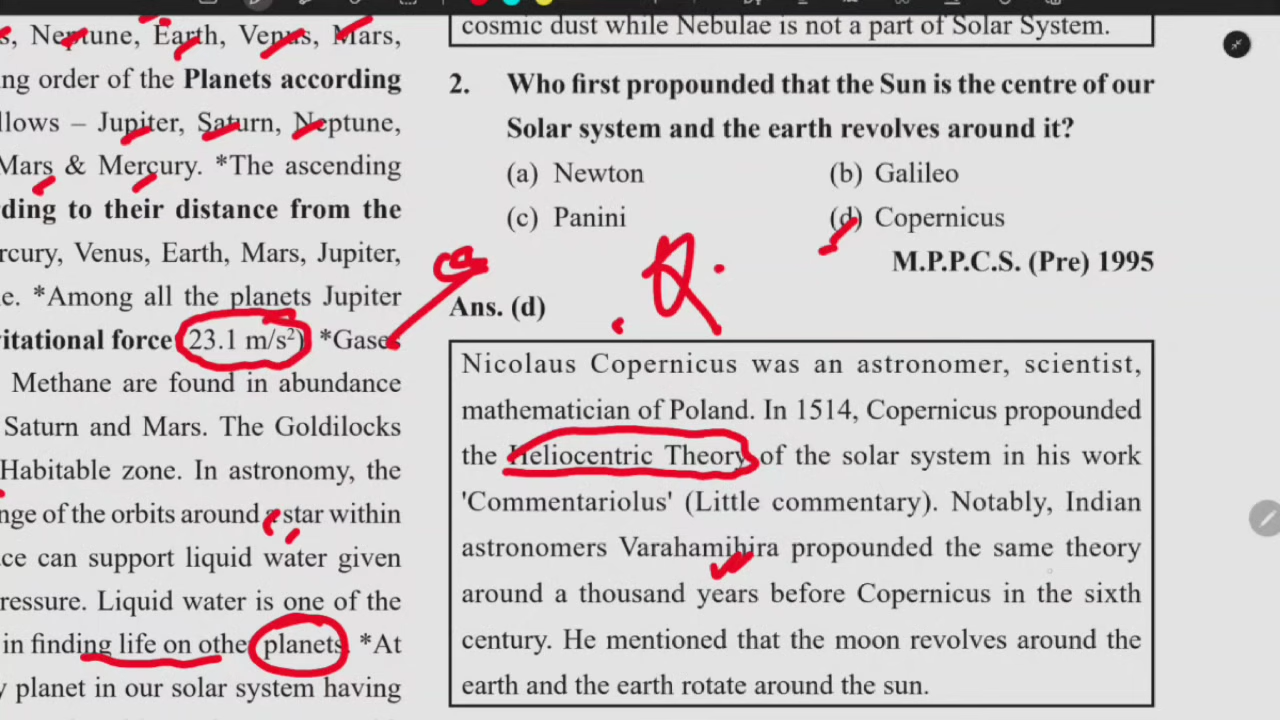 s, Neptune, Earth, Venus, Mars,
ing order of the Planets according
llows – Jupiter, Saturn, Neptune,
Mars & Mercury. *The ascending
ding to their distance from the
rcury, Venus, Earth, Mars, Jupiter,
e. *Among all the planets Jupiter
vitational force (23.1 m/s²) *Gases
Methane are found in abundance
Saturn and Mars. The Goldilocks
Habitable zone. In astronomy, the
nge of the orbits around a star within
ce can support liquid water given
ressure. Liquid water is one of the
in finding life on other planets. *At
y planet in our solar system having
cosmic dust while Nebulae is not a part of Solar System.
2. Who first propounded that the Sun is the centre of our
Solar system and the earth revolves around it?
(a) Newton (b) Galileo
(c) Panini (d) Copernicus
M.P.P.C.S. (Pre) 1995
Ans. (d)
Nicolaus Copernicus was an astronomer, scientist,
mathematician of Poland. In 1514, Copernicus propounded
the Heliocentric Theory of the solar system in his work
'Commentariolus' (Little commentary). Notably, Indian
astronomers Varahamihira propounded the same theory
around a thousand years before Copernicus in the sixth
century. He mentioned that the moon revolves around the
earth and the earth rotate around the sun.